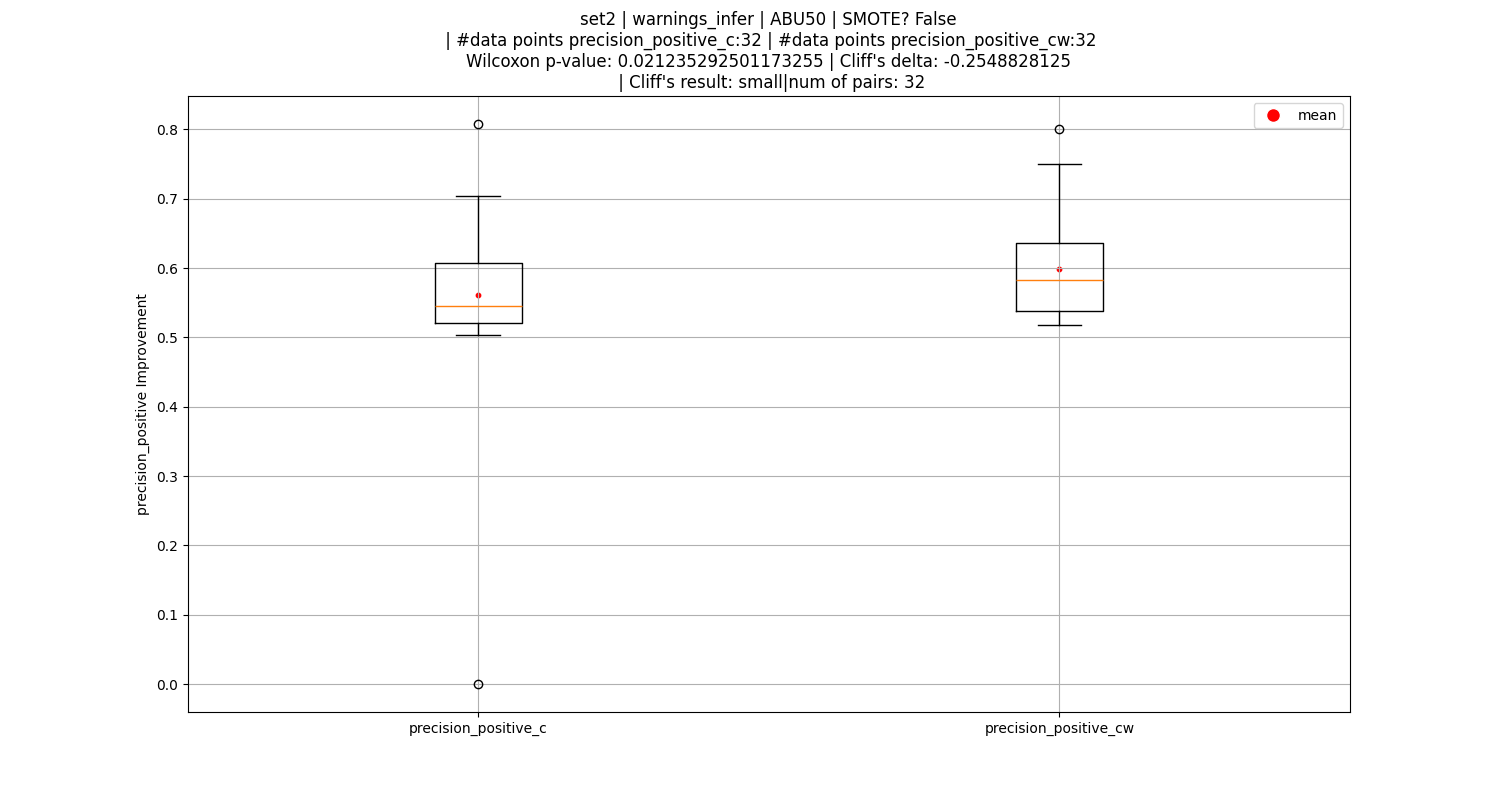 set2 | warnings_infer | ABU50 | SMOTE? False
| #data points precision_positive_c:32 | #data points precision_positive_cw:32
Wilcoxon p-value: 0.021235292501173255 | Cliff's delta: -0.2548828125
| Cliff's result: small|num of pairs: 32
mean
0.8
0.7
0.6
0.5
0.4
0.3
0.2
0.1
0.0
precision_positive Improvement
precision_positive_c
precision_positive_cw